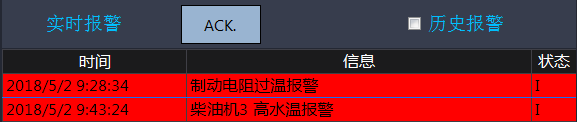 实时报警 ACK. 历史报警
时间 信息 状态
2018/5/2 9:28:34 制动电阻过温报警 I
2018/5/2 9:43:24 柴油机3 高水温报警 I